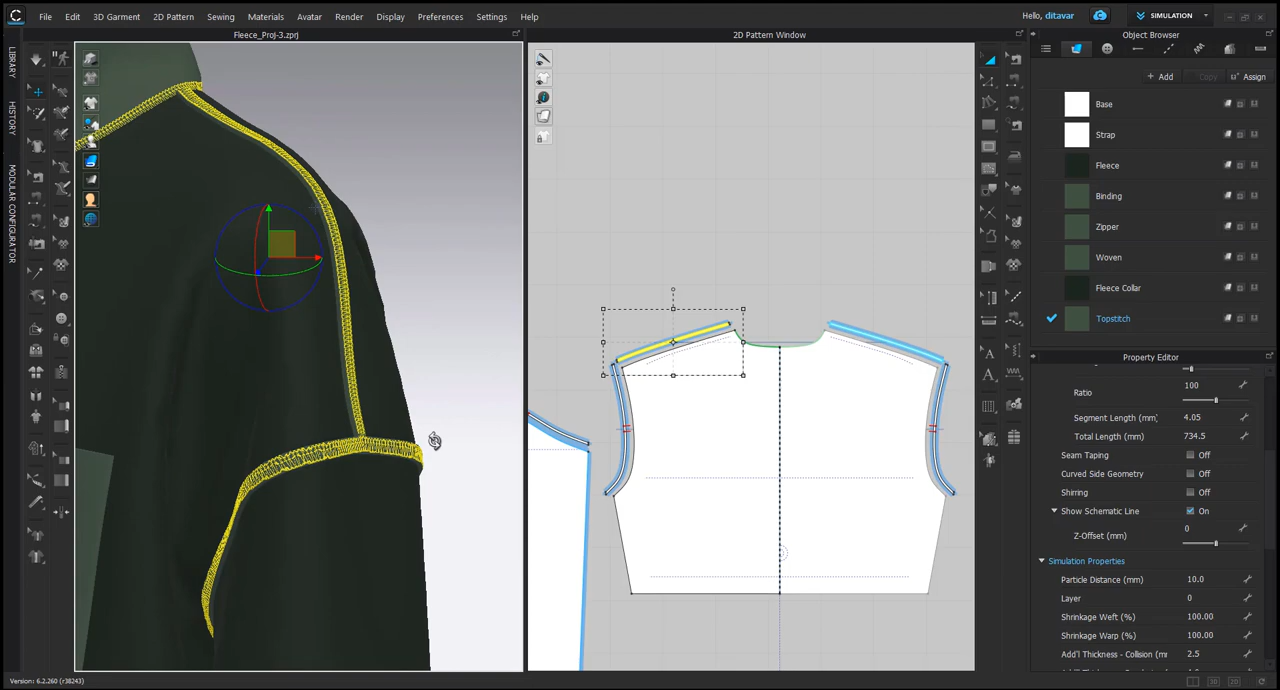 File Edit 3D Garment 2D Pattern Sewing Materials Avatar Render Display Preferences Settings Help
Hello, ditavar
SIMULATION
Fleece_Proj-3.zprj
2D Pattern Window
Object Browser
LIBRARY
HISTORY
MODULAR CONFIGURATOR
+ Add
Copy
Assign
Base
Strap
Fleece
Binding
Zipper
Woven
Fleece Collar
Topstitch
Property Editor
Ratio 100
Segment Length (mm) 4.05
Total Length (mm) 734.5
Seam Taping Off
Curved Side Geometry Off
Shirring Off
Show Schematic Line On
Z-Offset (mm) 0
Simulation Properties
Particle Distance (mm) 10.0
Layer 0
Shrinkage Weft (%) 100.00
Shrinkage Warp (%) 100.00
Add'l Thickness - Collision (mr 2.5
Version: 6.2.260 (r38243)
3D
2D